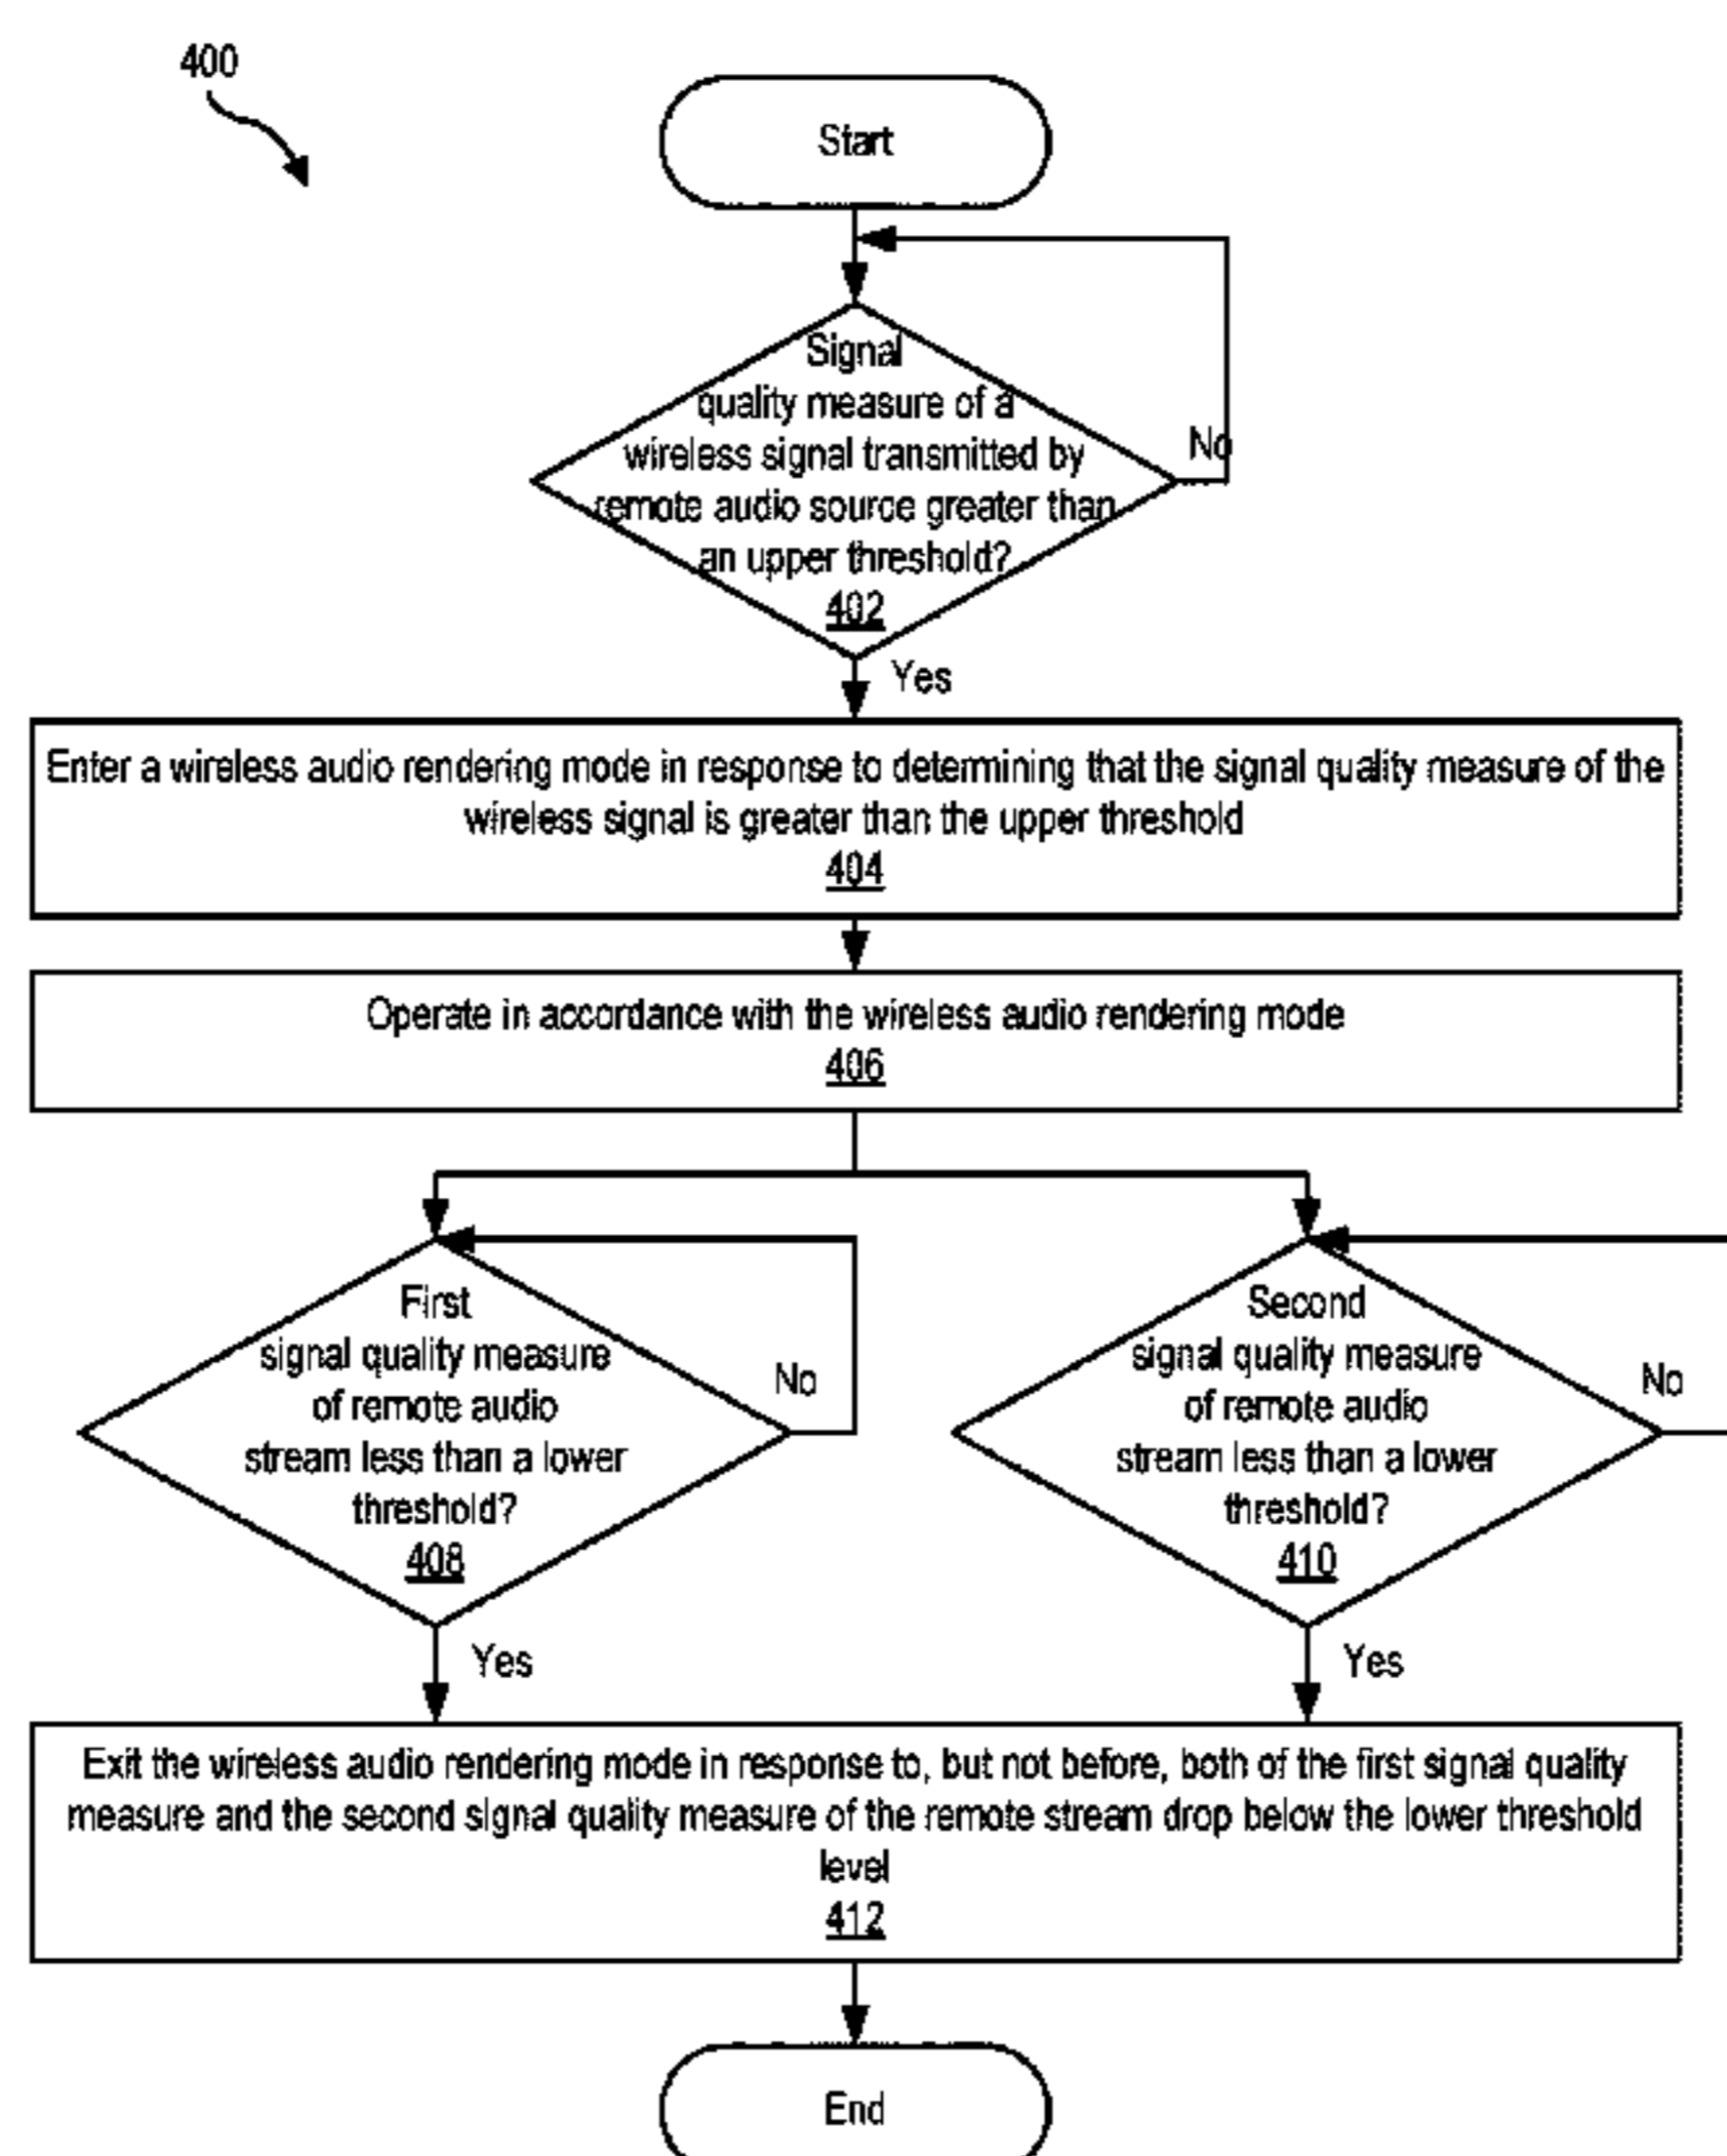 400
Start
Signal
quality measure of a
wireless signal transmitted by
remote audio source greater than
an upper threshold?
402
No
Yes
Enter a wireless audio rendering mode in response to determining that the signal quality measure of the
wireless signal is greater than the upper threshold
404
Operate in accordance with the wireless audio rendering mode
406
First
signal quality measure
of remote audio
stream less than a lower
threshold?
408
No
Yes
Second
signal quality measure
of remote audio
stream less than a lower
threshold?
410
No
Yes
Exit the wireless audio rendering mode in response to, but not before, both of the first signal quality
measure and the second signal quality measure of the remote stream drop below the lower threshold
level
412
End